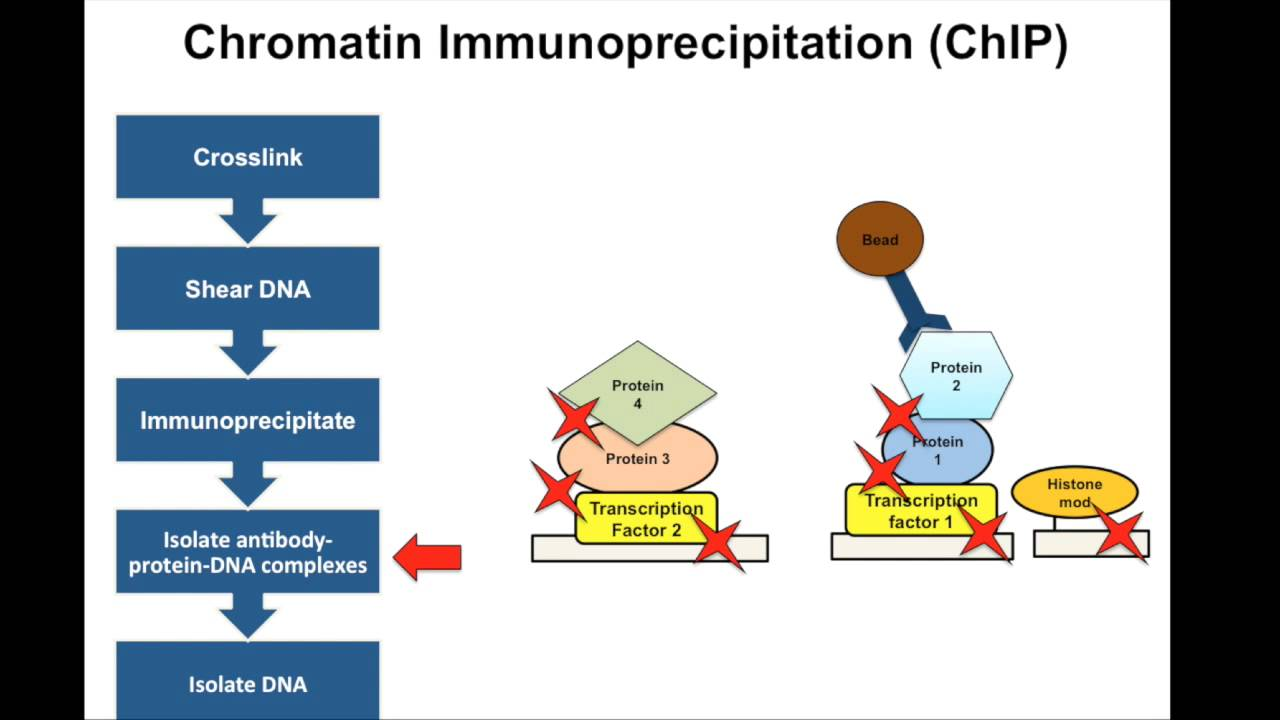 Chromatin Immunoprecipitation (ChIP)
Crosslink
Shear DNA
Immunoprecipitate
Isolate antibody-
protein-DNA complexes
Isolate DNA
Protein
4
Protein 3
Transcription
Factor 2
Bead
Protein
2
Protein
1
Transcription
factor 1
Histone
mod